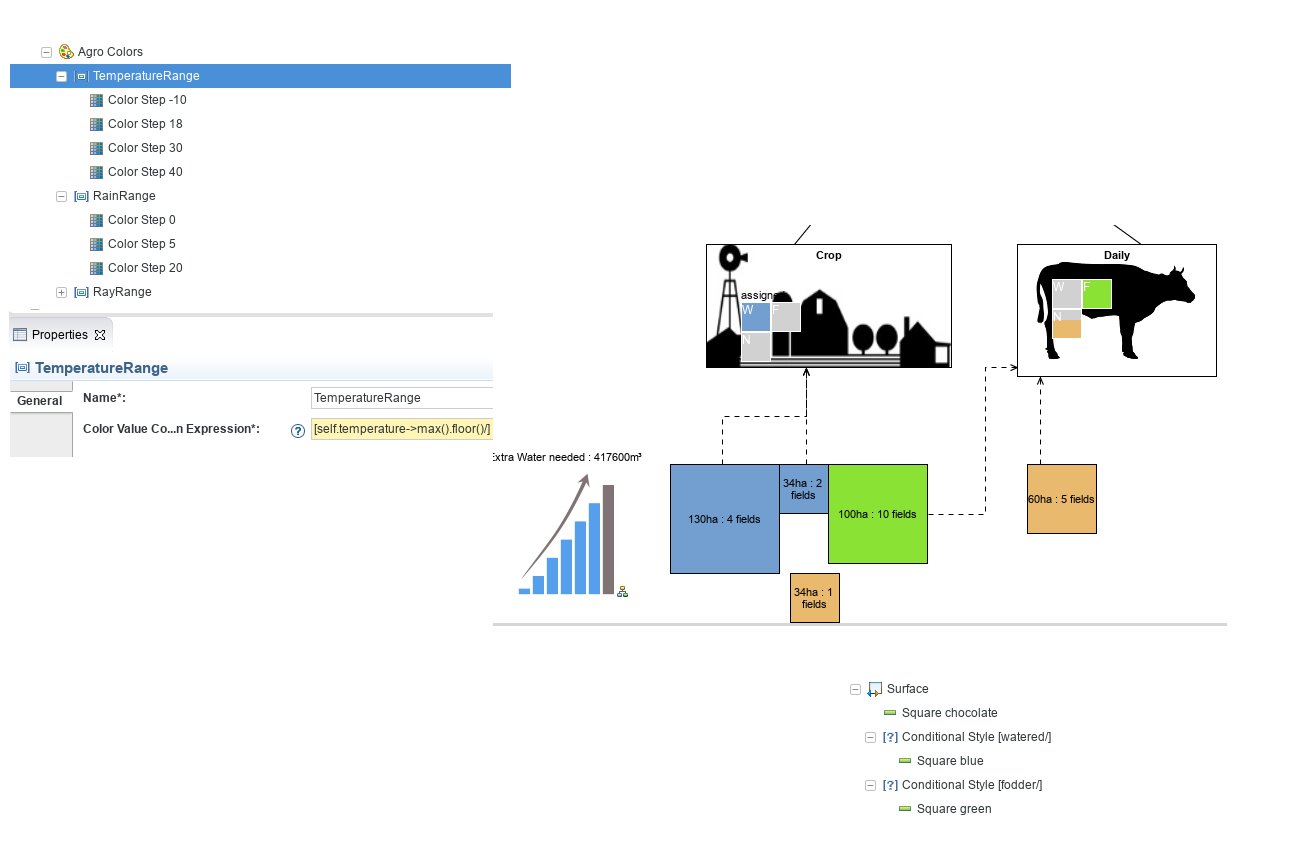 Agro Colors
TemperatureRange
Color Step -10
Color Step 18
Color Step 30
Color Step 40
RainRange
Color Step 0
Color Step 5
Color Step 20
RayRange
Properties
TemperatureRange
General
Name*:
TemperatureRange
Color Value Co...n Expression*:
?
[self.temperature->max().floor()/]
Extra Water needed : 417600m³
Crop
assigne
W F
N
Daily
W F
N
130ha : 4 fields
34ha : 2
fields
100ha : 10 fields
34ha : 1
fields
60ha : 5 fields
Surface
Square chocolate
[?] Conditional Style [watered/]
Square blue
[?] Conditional Style [fodder/]
Square green